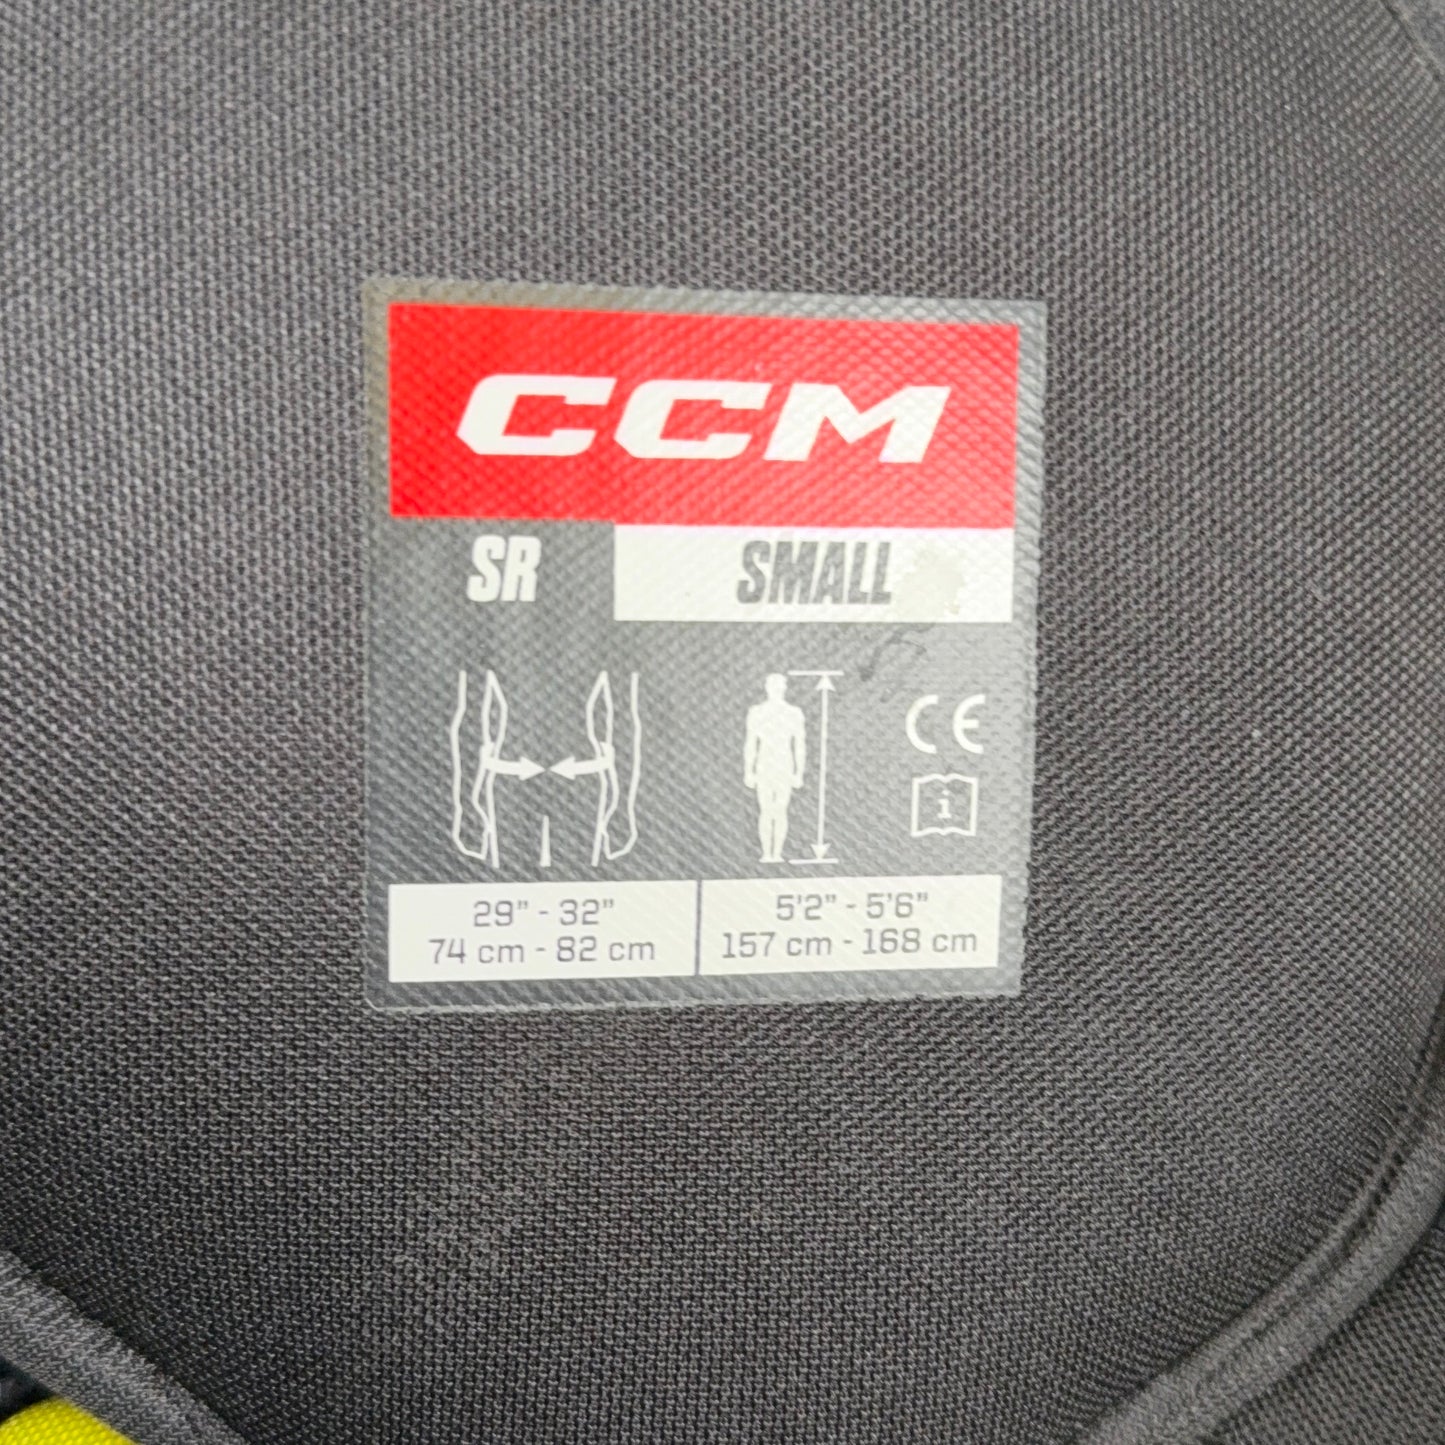 CCM
SR
SMALL
CE
i
29" - 32"
74 cm - 82 cm
5'2" - 5'6"
157 cm - 168 cm